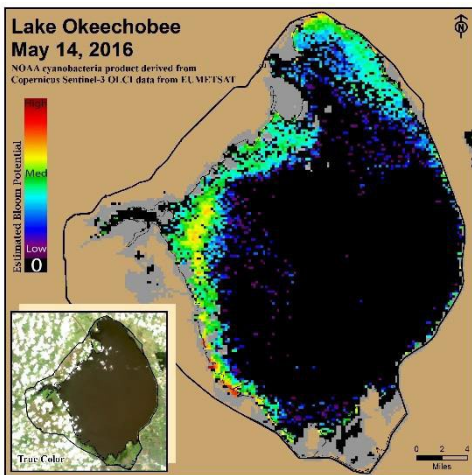 Lake Okeechobee
May 14, 2016
NOAA cyanobacteria product derived from
Copernicus Sentinel-3 OLCI data from EUMETSAT
N
High
Med
Low
0
Estimated Bloom Potential
True Color
0 2 4
Miles